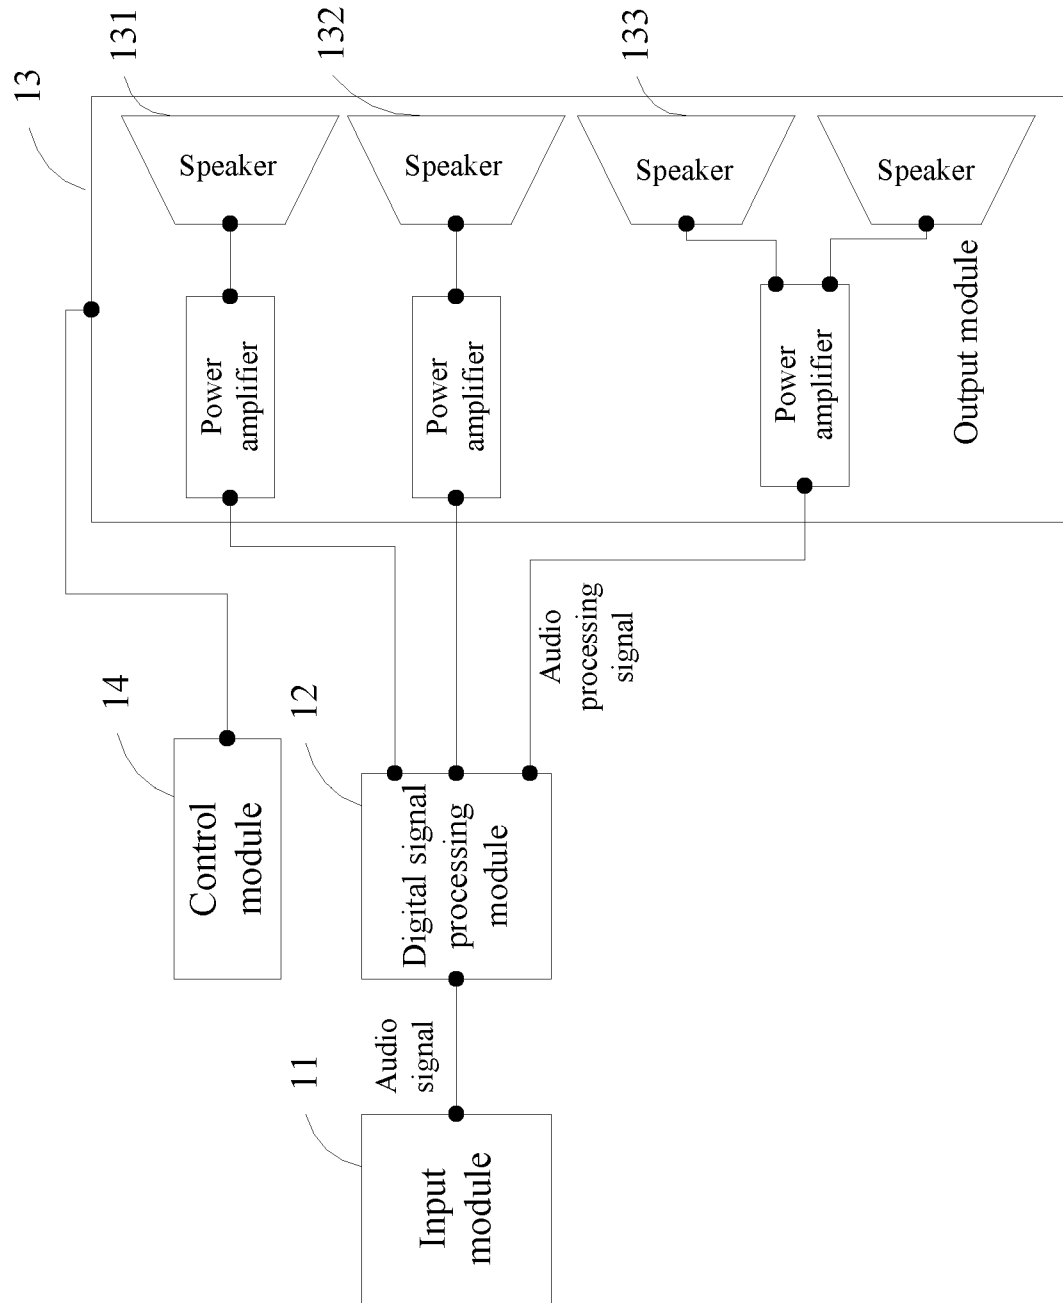 13
131
132
133
Speaker
Speaker
Speaker
Speaker
Power
amplifier
Power
amplifier
Power
amplifier
Output module
Audio
processing
signal
14
12
Control
module
Digital signal
processing
module
Audio
signal
11
Input
module